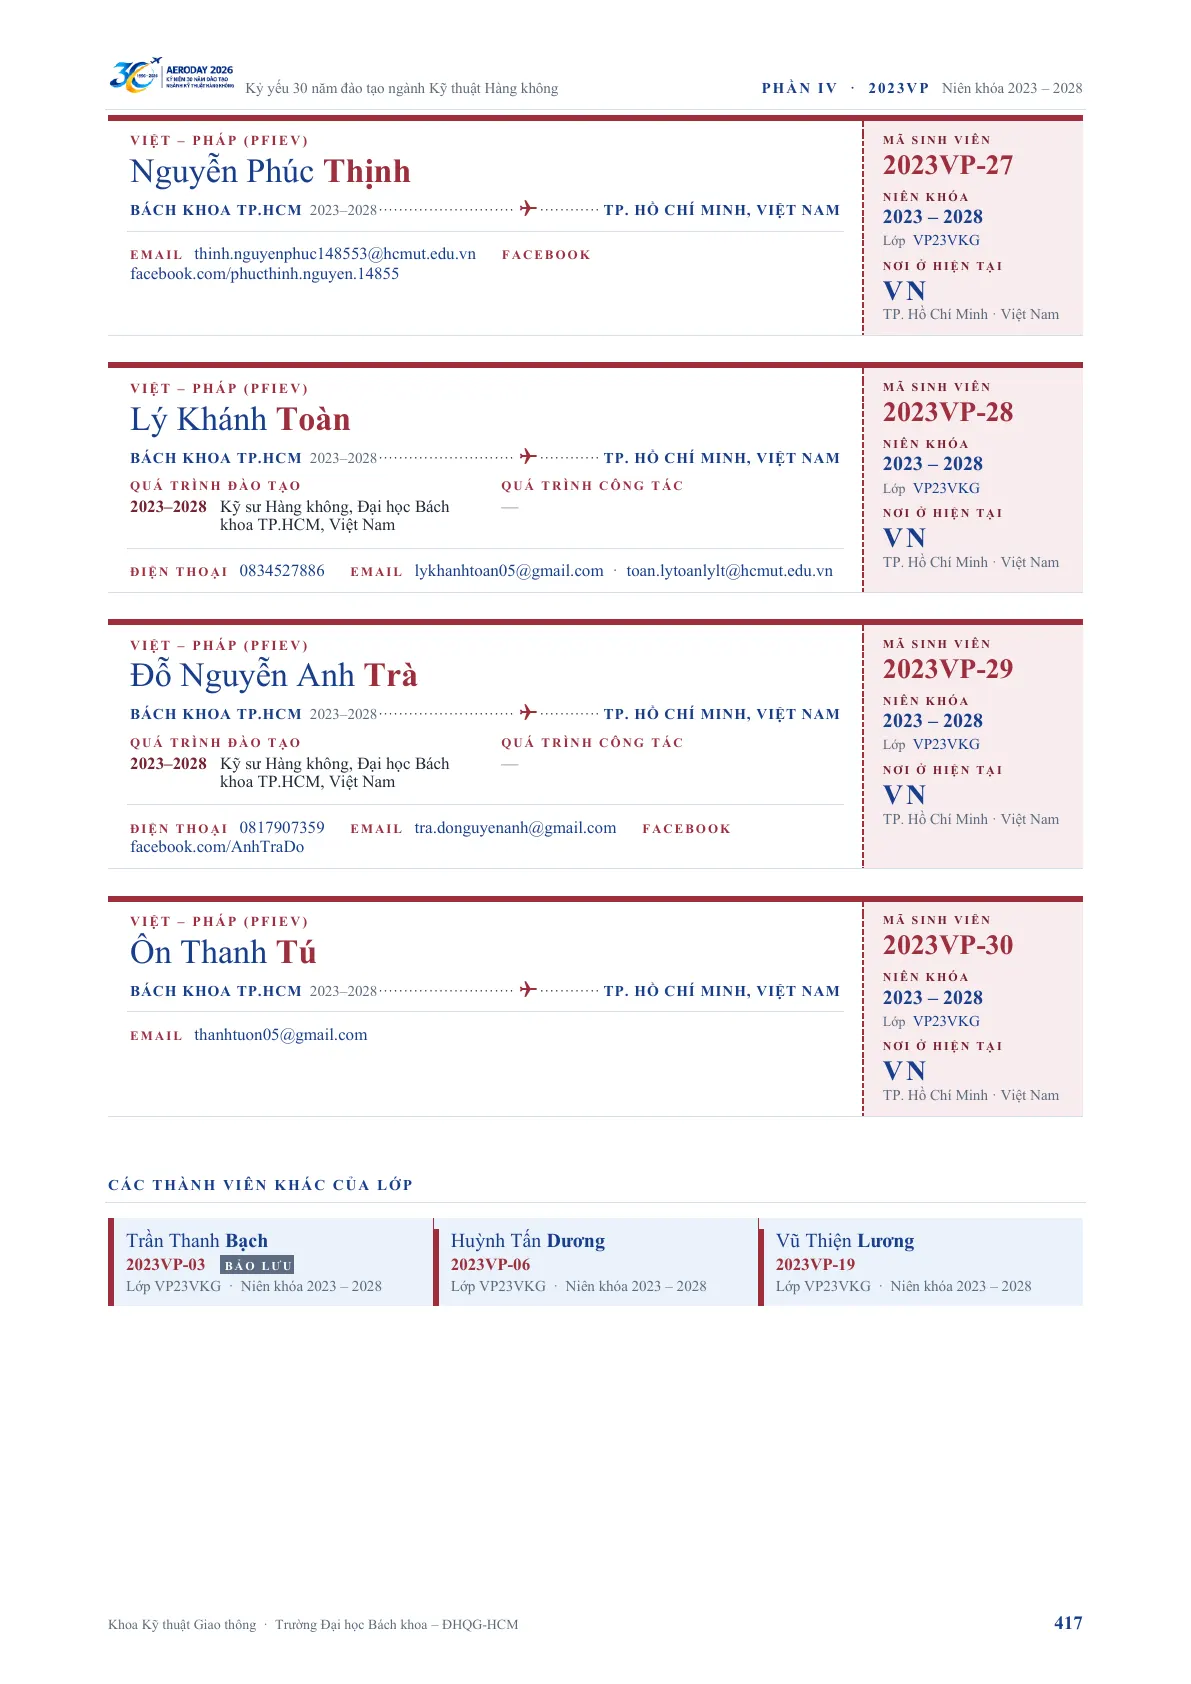 30 1996 - 2026 AERODAY 2026
KỶ NIỆM 30 NĂM ĐÀO TẠO
NGÀNH KỸ THUẬT HÀNG KHÔNG
Kỷ yếu 30 năm đào tạo ngành Kỹ thuật Hàng không
PHẦN IV · 2023VP Niên khóa 2023 – 2028
VIỆT – PHÁP (PFIEV)
Nguyễn Phúc Thịnh
BÁCH KHOA TP.HCM 2023–2028 ✈ TP. HỒ CHÍ MINH, VIỆT NAM
EMAIL thinh.nguyenphuc148553@hcmut.edu.vn FACEBOOK
facebook.com/phucthinh.nguyen.14855
MÃ SINH VIÊN
2023VP-27
NIÊN KHÓA
2023 – 2028
Lớp VP23VKG
NƠI Ở HIỆN TẠI
VN
TP. Hồ Chí Minh · Việt Nam
VIỆT – PHÁP (PFIEV)
Lý Khánh Toàn
BÁCH KHOA TP.HCM 2023–2028 ✈ TP. HỒ CHÍ MINH, VIỆT NAM
QUÁ TRÌNH ĐÀO TẠO
2023–2028 Kỹ sư Hàng không, Đại học Bách
khoa TP.HCM, Việt Nam
QUÁ TRÌNH CÔNG TÁC
—
ĐIỆN THOẠI 0834527886 EMAIL lykhanhtoan05@gmail.com · toan.lytoanlylt@hcmut.edu.vn
MÃ SINH VIÊN
2023VP-28
NIÊN KHÓA
2023 – 2028
Lớp VP23VKG
NƠI Ở HIỆN TẠI
VN
TP. Hồ Chí Minh · Việt Nam
VIỆT – PHÁP (PFIEV)
Đỗ Nguyễn Anh Trà
BÁCH KHOA TP.HCM 2023–2028 ✈ TP. HỒ CHÍ MINH, VIỆT NAM
QUÁ TRÌNH ĐÀO TẠO
2023–2028 Kỹ sư Hàng không, Đại học Bách
khoa TP.HCM, Việt Nam
QUÁ TRÌNH CÔNG TÁC
—
ĐIỆN THOẠI 0817907359 EMAIL tra.donguyenanh@gmail.com FACEBOOK
facebook.com/AnhTraDo
MÃ SINH VIÊN
2023VP-29
NIÊN KHÓA
2023 – 2028
Lớp VP23VKG
NƠI Ở HIỆN TẠI
VN
TP. Hồ Chí Minh · Việt Nam
VIỆT – PHÁP (PFIEV)
Ôn Thanh Tú
BÁCH KHOA TP.HCM 2023–2028 ✈ TP. HỒ CHÍ MINH, VIỆT NAM
EMAIL thanhtuon05@gmail.com
MÃ SINH VIÊN
2023VP-30
NIÊN KHÓA
2023 – 2028
Lớp VP23VKG
NƠI Ở HIỆN TẠI
VN
TP. Hồ Chí Minh · Việt Nam
CÁC THÀNH VIÊN KHÁC CỦA LỚP
Trần Thanh Bạch
2023VP-03 BẢO LƯU
Lớp VP23VKG · Niên khóa 2023 – 2028
Huỳnh Tấn Dương
2023VP-06
Lớp VP23VKG · Niên khóa 2023 – 2028
Vũ Thiện Lương
2023VP-19
Lớp VP23VKG · Niên khóa 2023 – 2028
Khoa Kỹ thuật Giao thông · Trường Đại học Bách khoa – ĐHQG-HCM
417